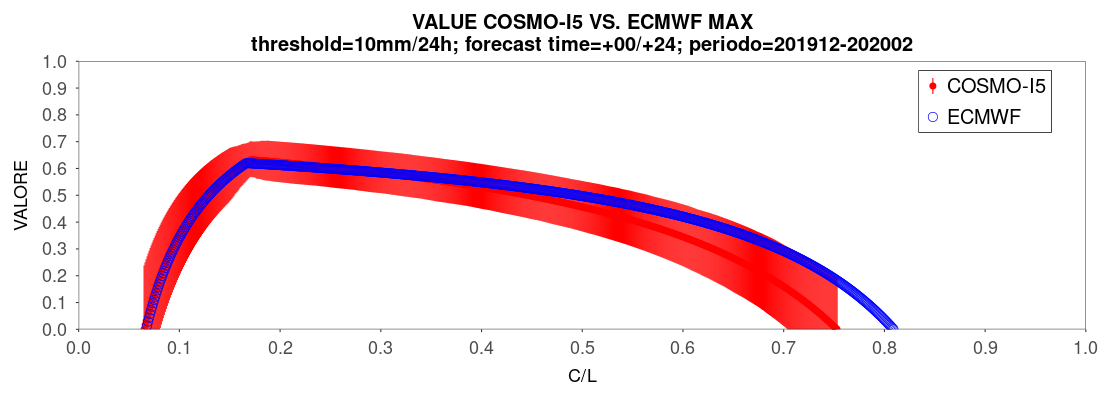 VALUE COSMO-I5 VS. ECMWF MAX
threshold=10mm/24h; forecast time=+00/+24; periodo=201912-202002
1.0
0.9
0.8
0.7
0.6
0.5
0.4
0.3
0.2
0.1
0.0
VALORE
COSMO-I5
ECMWF
0.0 0.1 0.2 0.3 0.4 0.5 0.6 0.7 0.8 0.9 1.0
C/L